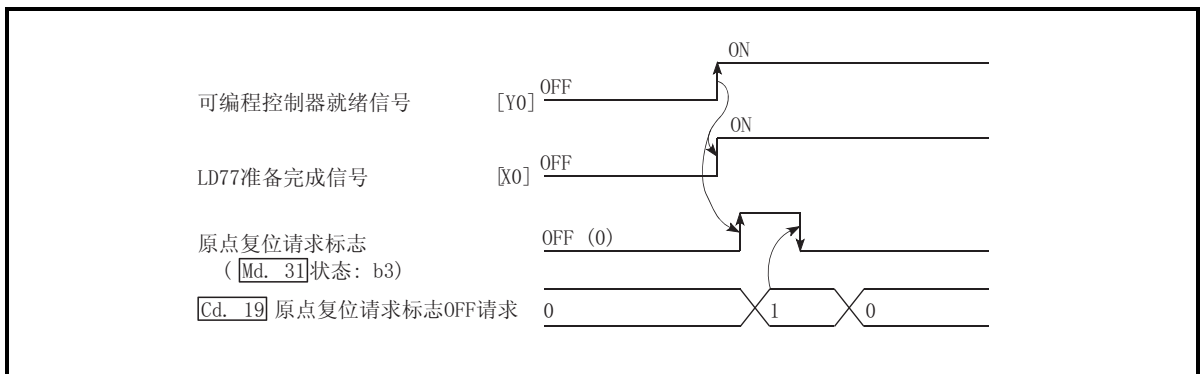 ON
可编程控制器就绪信号 [Y0] OFF
ON
LD77准备完成信号 [X0] OFF
原点复位请求标志 OFF (0)
( Md. 31 状态: b3)
Cd. 19 原点复位请求标志OFF请求 0 1 0